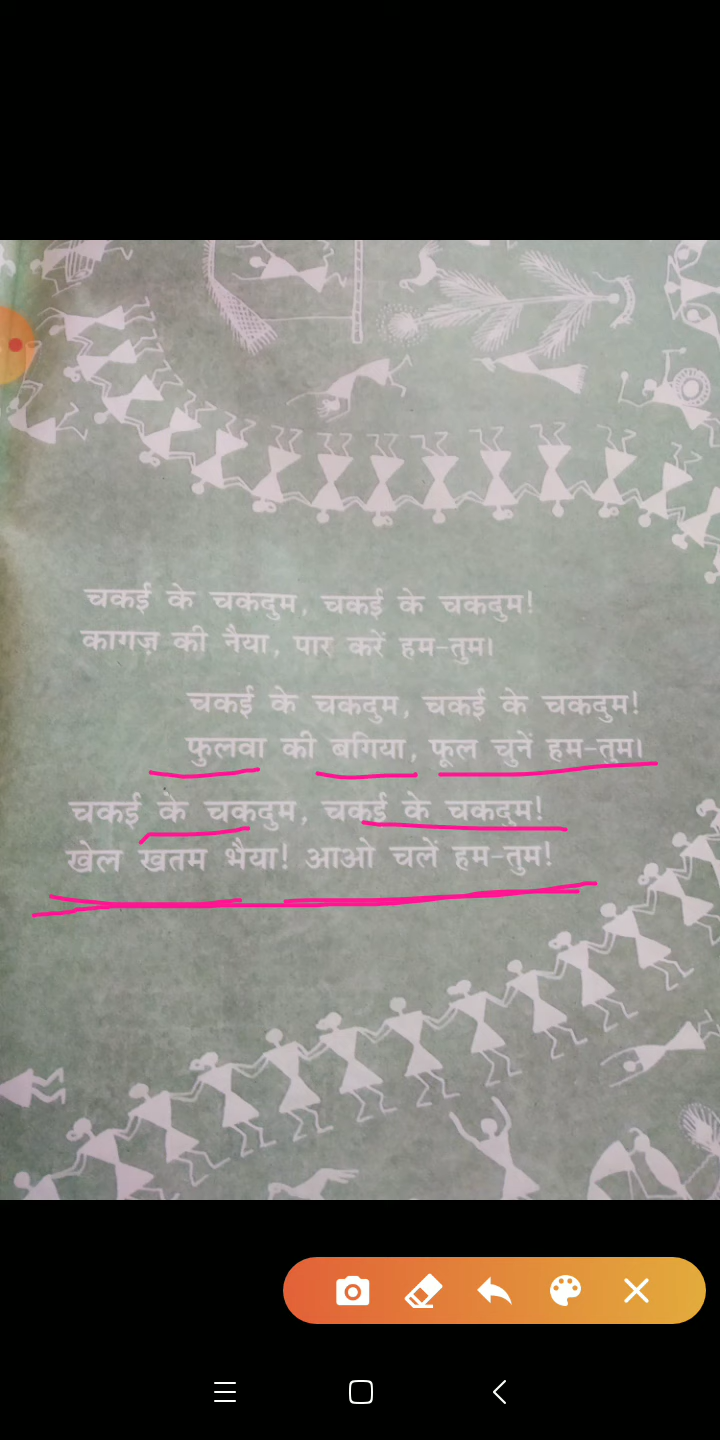 चकई के चकदुम, चकई के चकदुम!
कागज़ की नैया, पार करें हम-तुम।
चकई के चकदुम, चकई के चकदुम!
फुलवा की बगिया, फूल चुनें हम-तुम।
चकई के चकदुम, चकई के चकदुम!
खेल खतम भैया! आओ चलें हम-तुम!